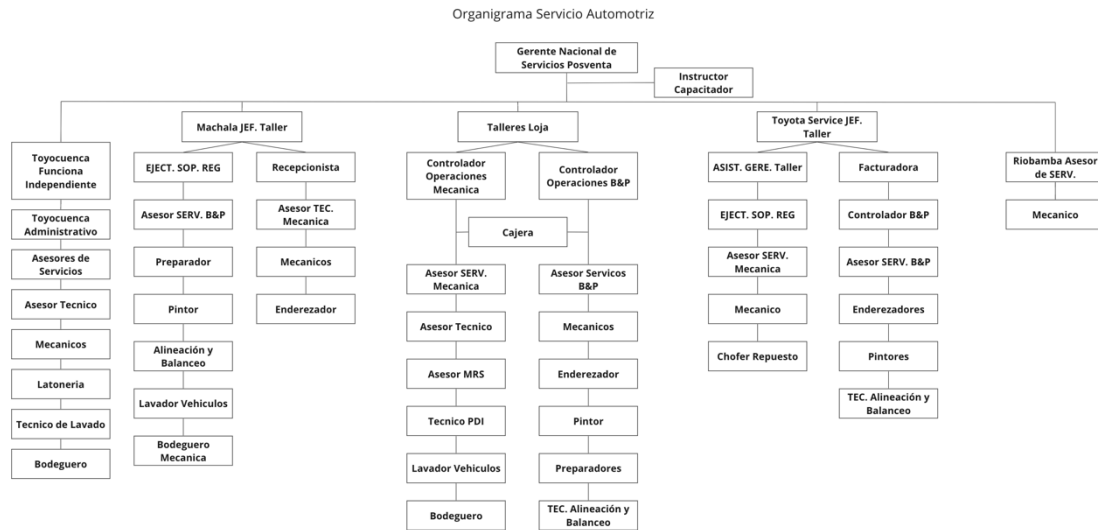 Organigrama Servicio Automotriz
Gerente Nacional de
Servicios Posventa
Instructor
Capacitador
Toyocuenca
Funciona
Independiente
Toyocuenca
Administrativo
Asesores de
Servicios
Asesor Tecnico
Mecanicos
Latoneria
Tecnico de Lavado
Bodeguero
Machala JEF. Taller
EJECT. SOP. REG
Asesor SERV. B&P
Preparador
Pintor
Alineación y
Balanceo
Lavador Vehiculos
Bodeguero
Mecanica
Recepcionista
Asesor TEC.
Mecanica
Mecanicos
Enderezador
Talleres Loja
Controlador
Operaciones
Mecanica
Controlador
Operaciones B&P
Cajera
Asesor SERV.
Mecanica
Asesor Tecnico
Asesor MRS
Tecnico PDI
Lavador Vehiculos
Bodeguero
Asesor Servicos
B&P
Mecanicos
Enderezador
Pintor
Preparadores
TEC. Alineación y
Balanceo
Toyota Service JEF.
Taller
ASIST. GERE. Taller
EJECT. SOP. REG
Asesor SERV.
Mecanica
Mecanico
Chofer Repuesto
Facturadora
Controlador B&P
Asesor SERV. B&P
Enderezadores
Pintores
TEC. Alineación y
Balanceo
Riobamba Asesor
de SERV.
Mecanico